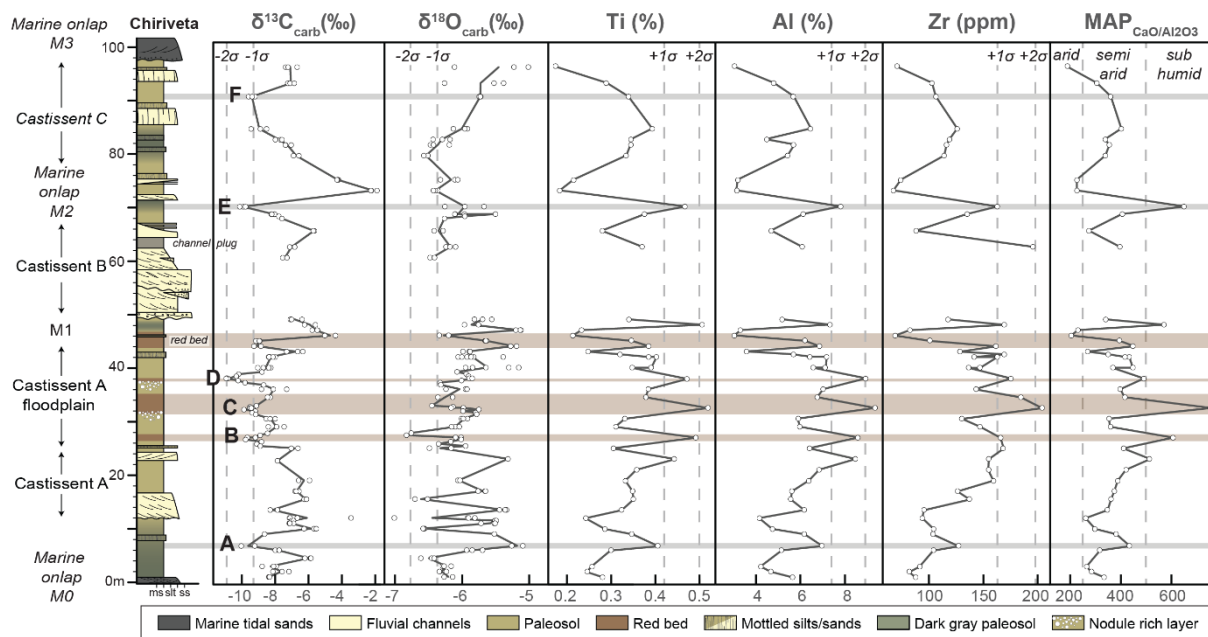 Marine onlap M3
Chiriveta
δ¹³Ccarb(‰)
δ¹⁸Ocarb(‰)
Ti (%)
Al (%)
Zr (ppm)
MAP CaO/Al2O3
-2σ -1σ
-2σ -1σ
+1σ +2σ
+1σ +2σ
+1σ +2σ
arid semi arid sub humid
100
F
Castissent C
80
Marine onlap M2
E
channel plug
Castissent B
60
M1
red bed
40
D
Castissent A floodplain
C
B
20
Castissent A
A
Marine onlap M0
0m
ms slt ss
-10 -8 -6 -4 -2
-7 -6 -5
0.2 0.3 0.4 0.5
4 6 8
100 150 200
200 400 600
Marine tidal sands
Fluvial channels
Paleosol
Red bed
Mottled silts/sands
Dark gray paleosol
Nodule rich layer